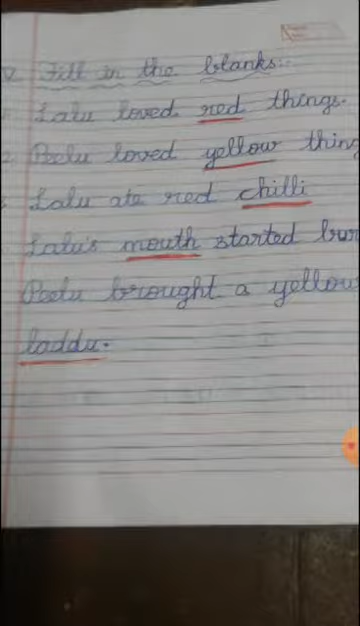 V Fill in the blanks:-
Lalu loved red things.
2. Peelu loved yellow thing
Lalu ate red chilli
Lalu's mouth started bur
Peelu brought a yellow
laddu.